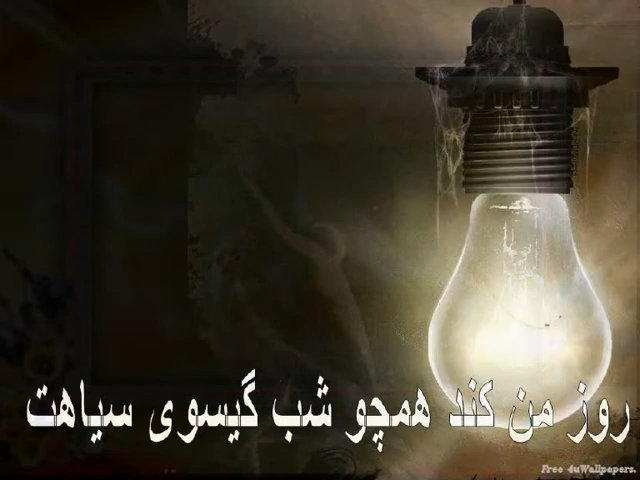 روز من کند همچو شب گیسوی سیاهت
Free 4uWallpapers.